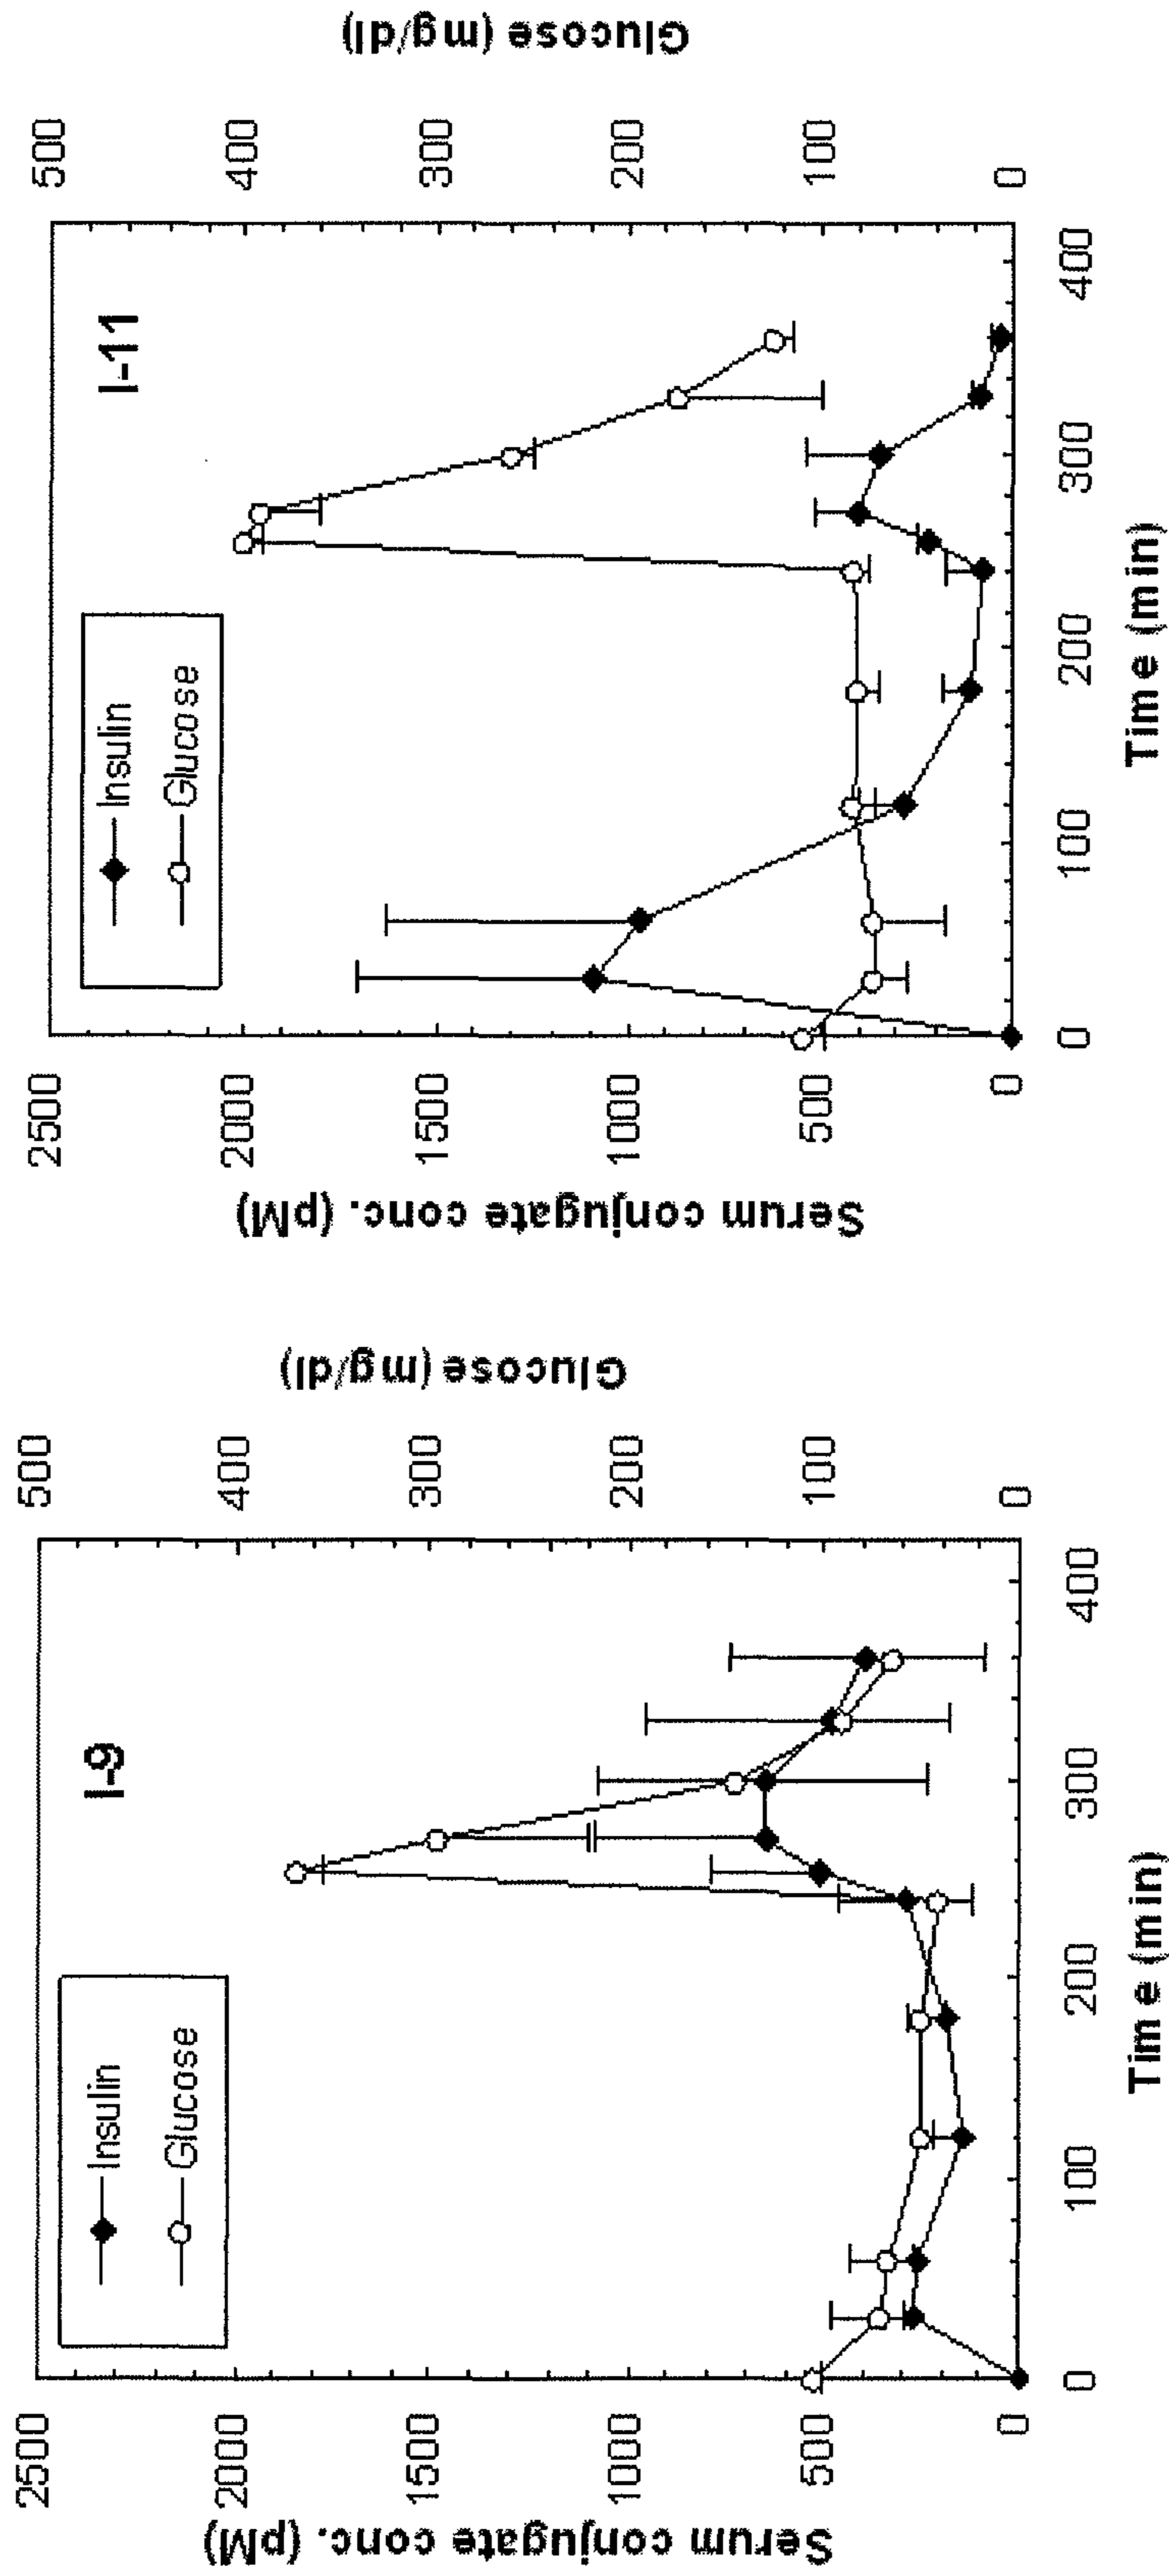 I-9
Insulin
Glucose
Serum conjugate conc. (pM)
2500
2000
1500
1000
500
0
Glucose (mg/dl)
500
400
300
200
100
0
0
100
200
300
400
Time (min)
I-11
Insulin
Glucose
Serum conjugate conc. (pM)
2500
2000
1500
1000
500
0
Glucose (mg/dl)
500
400
300
200
100
0
0
100
200
300
400
Time (min)